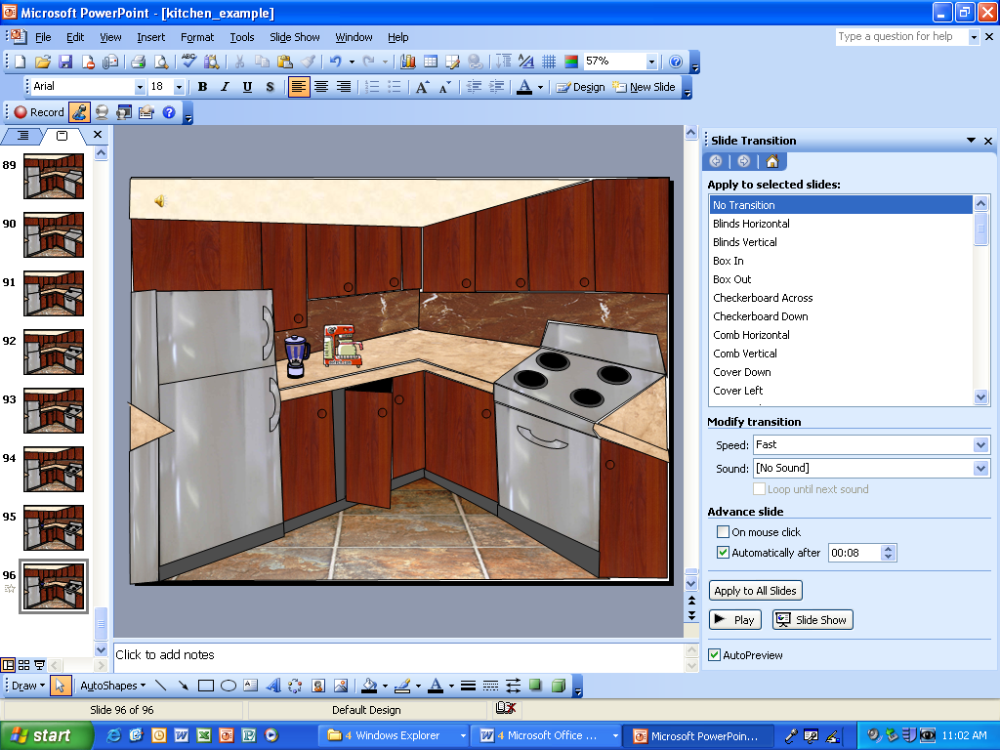 Microsoft PowerPoint - [kitchen_example]
File Edit View Insert Format Tools Slide Show Window Help
Type a question for help
57%
Arial 18 B I U S A A A Design New Slide
Record
Slide Transition
Apply to selected slides:
No Transition
Blinds Horizontal
Blinds Vertical
Box In
Box Out
Checkerboard Across
Checkerboard Down
Comb Horizontal
Comb Vertical
Cover Down
Cover Left
Modify transition
Speed: Fast
Sound: [No Sound]
Loop until next sound
Advance slide
On mouse click
Automatically after 00:08
Apply to All Slides
Play Slide Show
AutoPreview
89
90
91
92
93
94
95
96
Click to add notes
Draw AutoShapes A
Slide 96 of 96 Default Design
start 4 Windows Explorer 4 Microsoft Office ... Microsoft PowerPoin... 11:02 AM